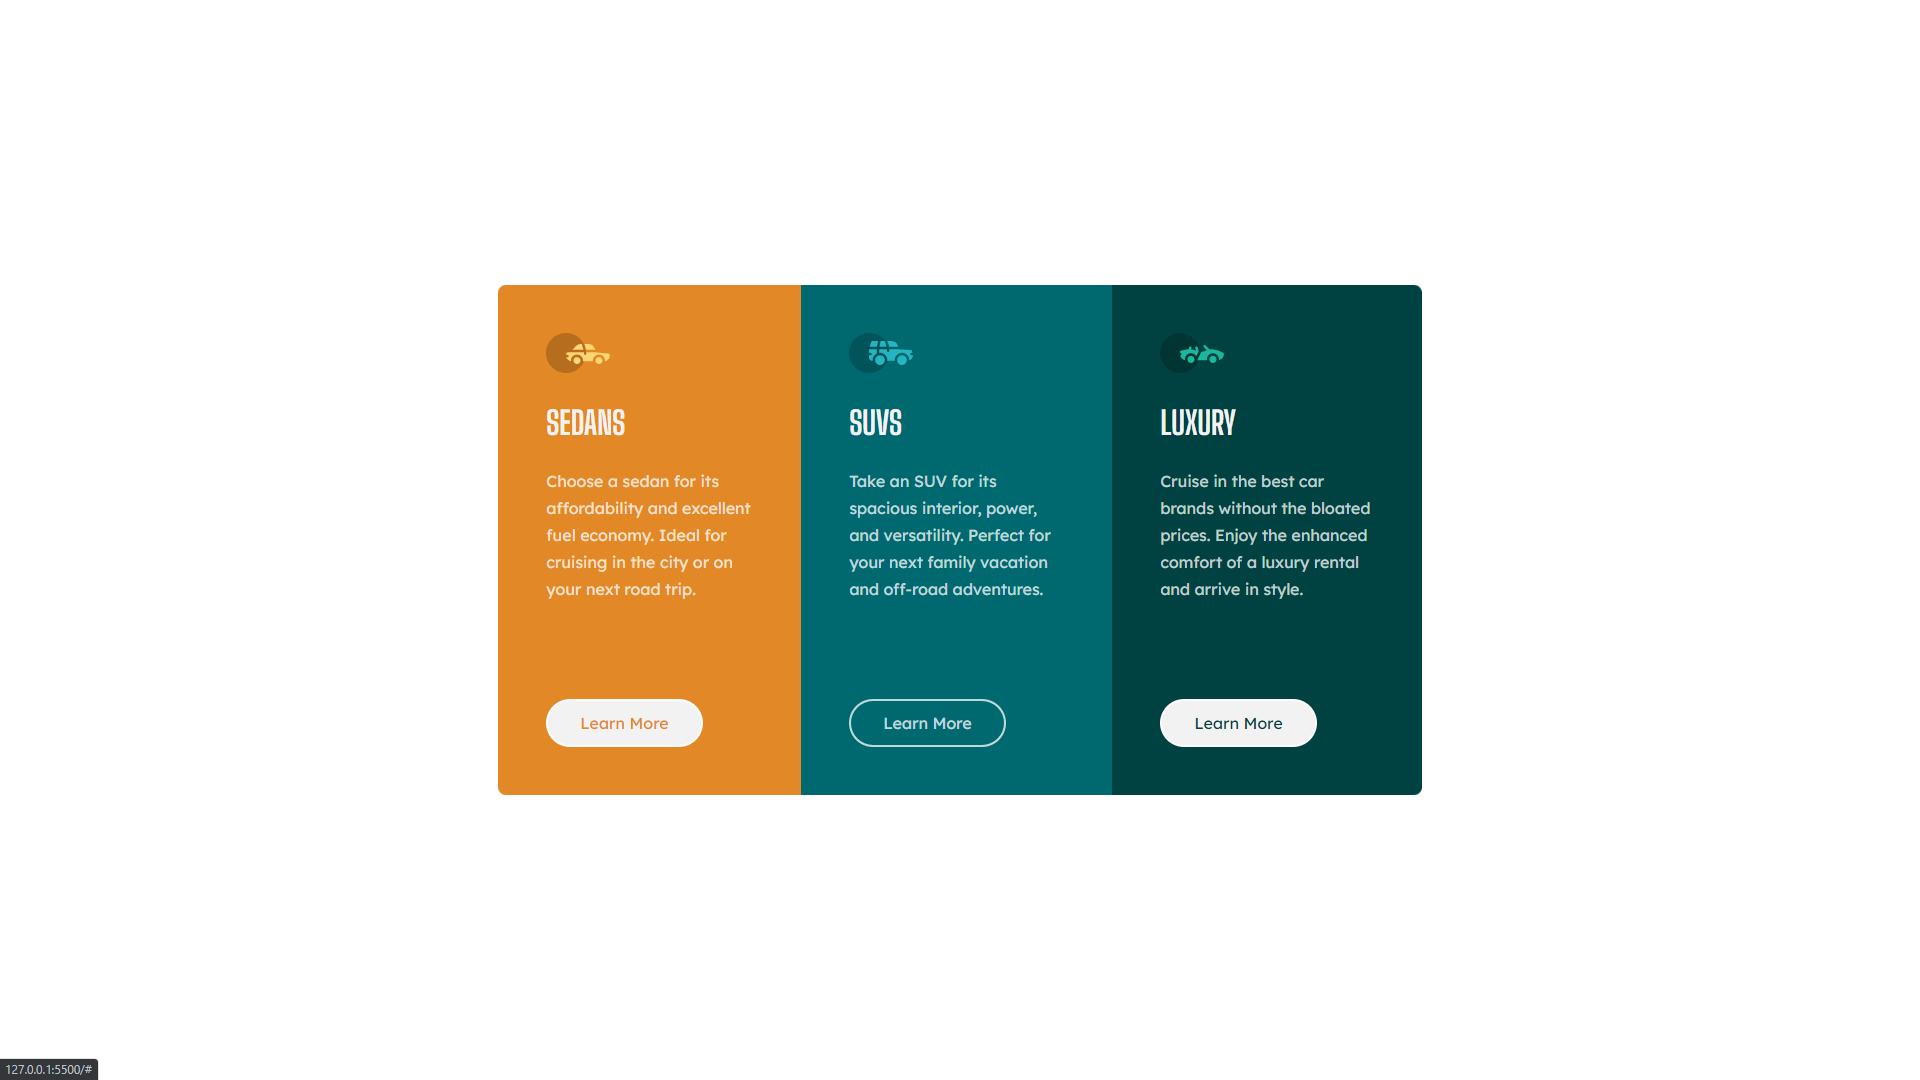 SEDANS
Choose a sedan for its
affordability and excellent
fuel economy. Ideal for
cruising in the city or on
your next road trip.
Learn More
SUVS
Take an SUV for its
spacious interior, power,
and versatility. Perfect for
your next family vacation
and off-road adventures.
Learn More
LUXURY
Cruise in the best car
brands without the bloated
prices. Enjoy the enhanced
comfort of a luxury rental
and arrive in style.
Learn More
127.0.0.1:5500/#